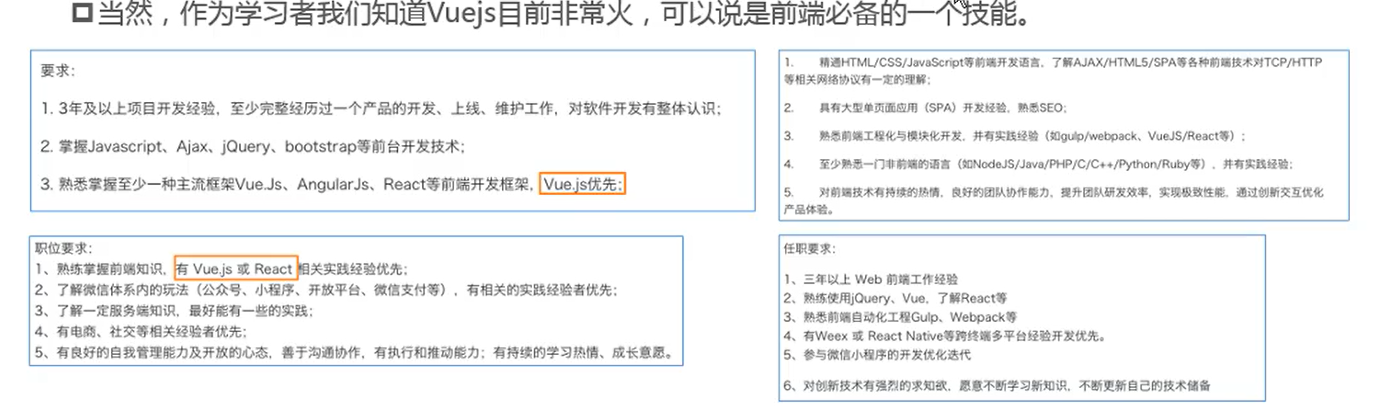 当然，作为学习者我们知道Vuejs目前非常火，可以说是前端必备的一个技能。
要求：
1. 3年及以上项目开发经验，至少完整经历过一个产品的开发、上线、维护工作，对软件开发有整体认识；
2. 掌握Javascript、Ajax、jQuery、bootstrap等前台开发技术；
3. 熟悉掌握至少一种主流框架Vue.Js、AngularJs、React等前端开发框架，Vue.js优先；
1. 精通HTML/CSS/JavaScript等前端开发语言，了解AJAX/HTML5/SPA等各种前端技术对TCP/HTTP
等相关网络协议有一定的理解；
2. 具有大型单页面应用（SPA）开发经验，熟悉SEO；
3. 熟悉前端工程化与模块化开发，并有实践经验（如gulp/webpack、VueJS/React等）；
4. 至少熟悉一门非前端的语言（如NodeJS/Java/PHP/C/C++/Python/Ruby等），并有实践经验；
5. 对前端技术有持续的热情，良好的团队协作能力，提升团队研发效率，实现极致性能，通过创新交互优化
产品体验。
职位要求：
1、熟练掌握前端知识，有 Vue.js 或 React 相关实践经验优先；
2、了解微信体系内的玩法（公众号、小程序、开放平台、微信支付等），有相关的实践经验者优先；
3、了解一定服务端知识，最好能有一些的实践；
4、有电商、社交等相关经验者优先；
5、有良好的自我管理能力及开放的心态，善于沟通协作，有执行和推动能力；有持续的学习热情、成长意愿。
任职要求：
1、三年以上 Web 前端工作经验
2、熟练使用jQuery、Vue，了解React等
3、熟悉前端自动化工程Gulp、Webpack等
4、有Weex 或 React Native等跨终端多平台经验开发优先。
5、参与微信小程序的开发优化迭代
6、对创新技术有强烈的求知欲，愿意不断学习新知识，不断更新自己的技术储备